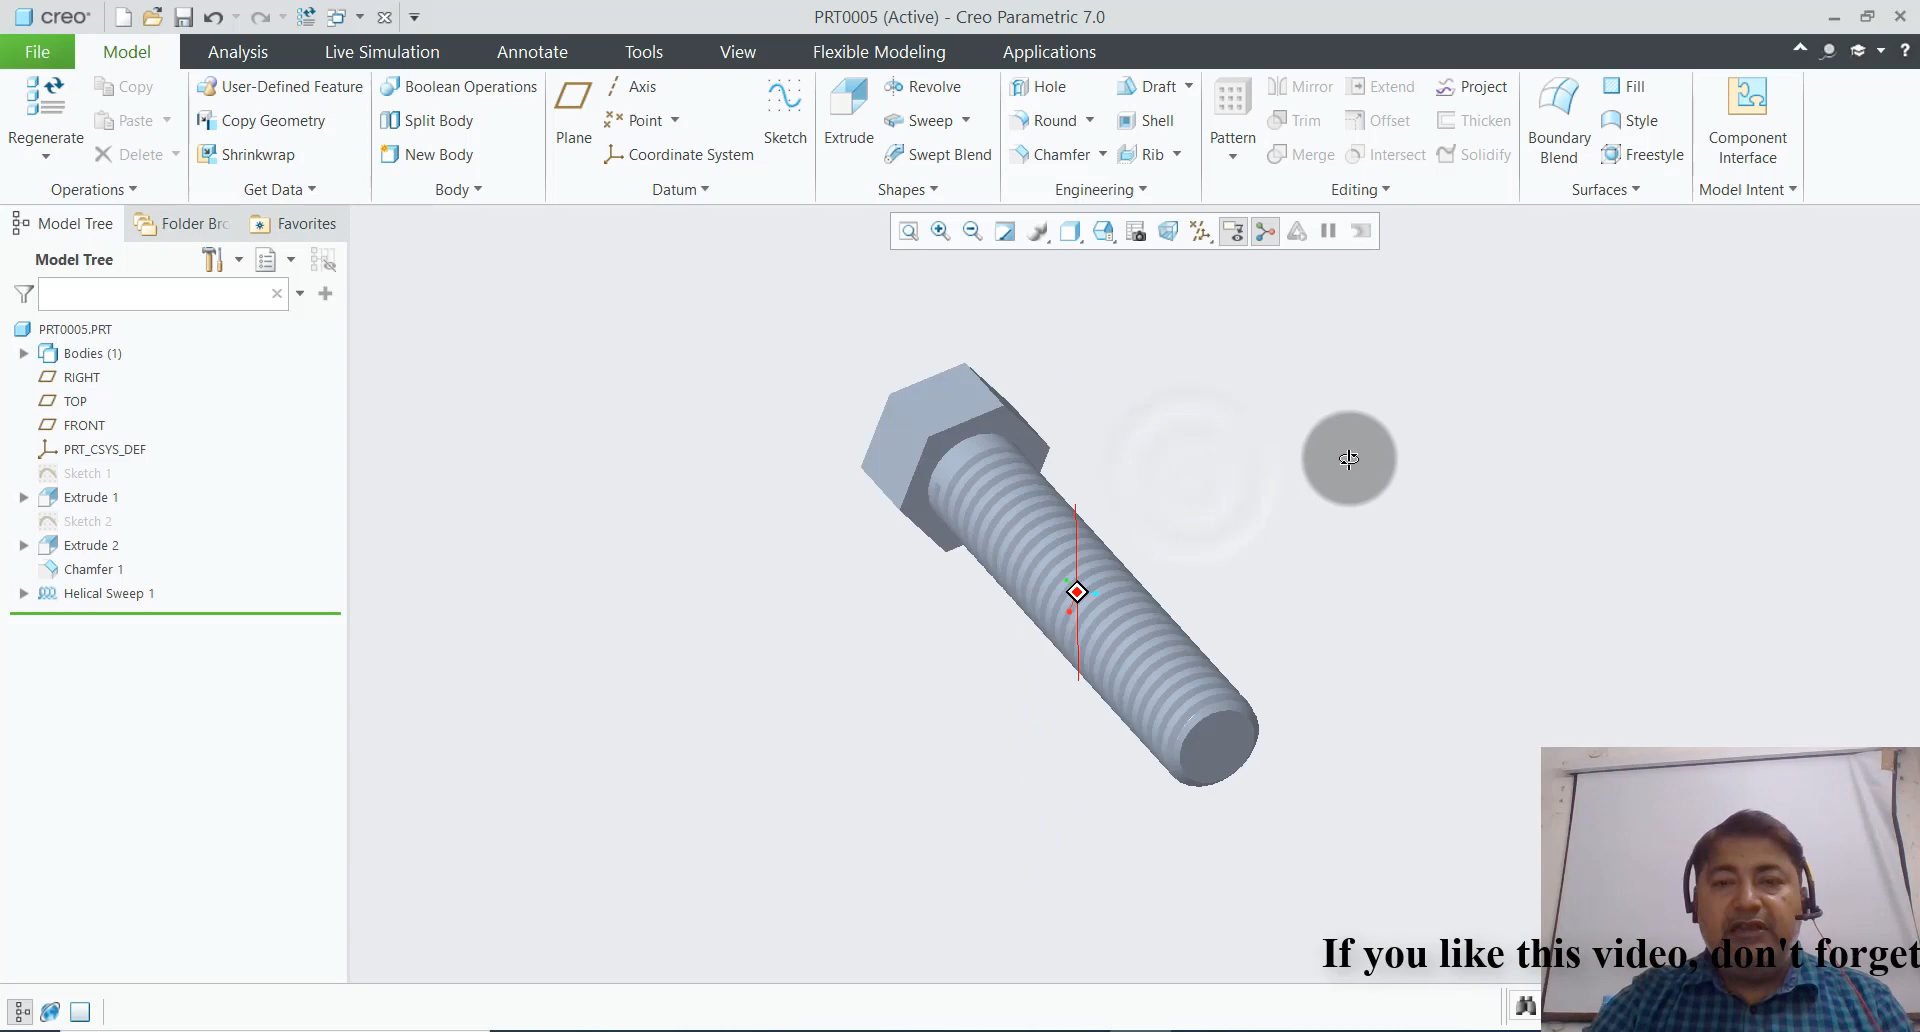 creo
PRT0005 (Active) - Creo Parametric 7.0
File Model Analysis Live Simulation Annotate Tools View Flexible Modeling Applications
Regenerate
Copy
Paste
Delete
Operations
User-Defined Feature
Copy Geometry
Shrinkwrap
Get Data
Boolean Operations
Split Body
New Body
Body
Plane
Axis
Point
Coordinate System
Sketch
Datum
Extrude
Revolve
Sweep
Swept Blend
Shapes
Hole
Round
Chamfer
Draft
Shell
Rib
Engineering
Pattern
Mirror
Trim
Merge
Extend
Offset
Intersect
Project
Thicken
Solidify
Editing
Boundary
Blend
Fill
Style
Freestyle
Surfaces
Component
Interface
Model Intent
Model Tree Folder Bro Favorites
Model Tree
PRT0005.PRT
Bodies (1)
RIGHT
TOP
FRONT
PRT_CSYS_DEF
Sketch 1
Extrude 1
Sketch 2
Extrude 2
Chamfer 1
Helical Sweep 1
If you like this video, don't forget